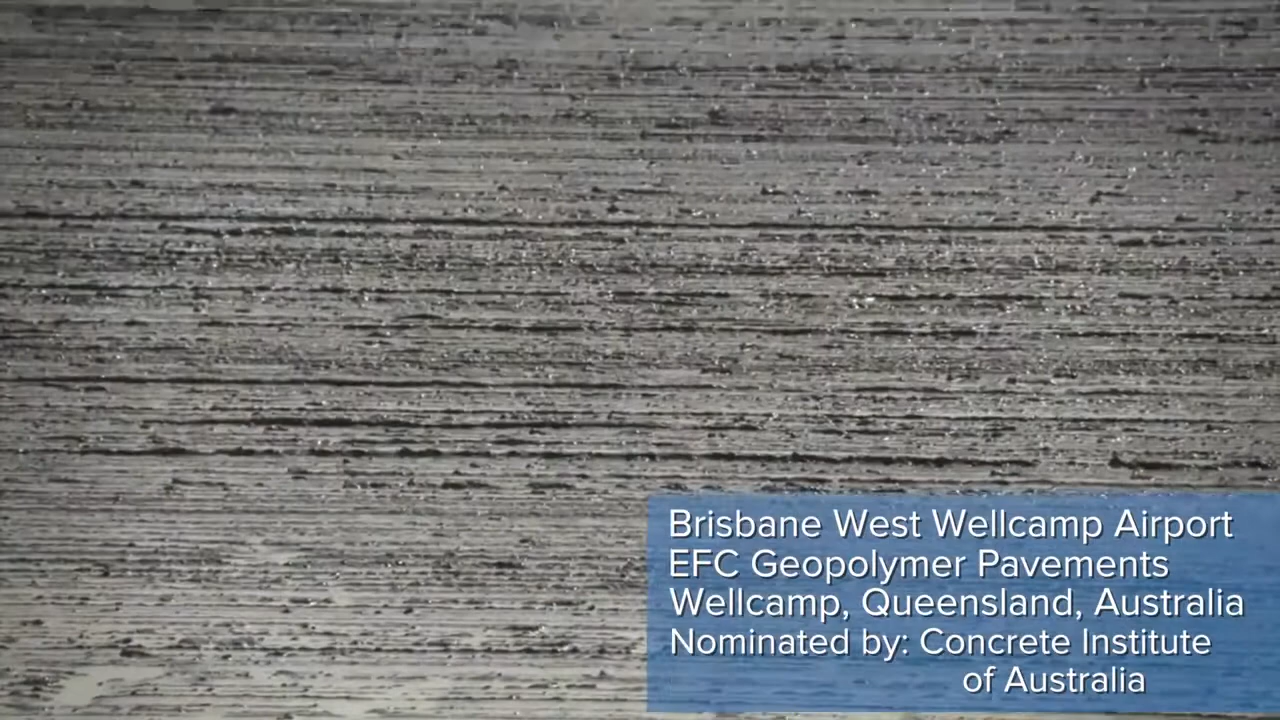 Brisbane West Wellcamp Airport
EFC Geopolymer Pavements
Wellcamp, Queensland, Australia
Nominated by: Concrete Institute
of Australia